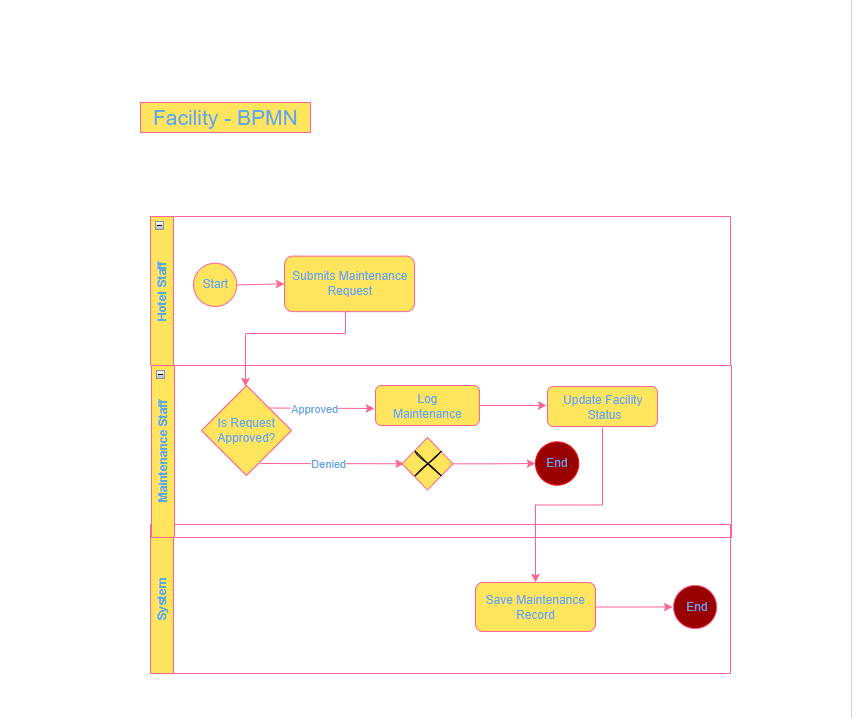 Facility - BPMN
Hotel Staff
Start
Submits Maintenance
Request
Maintenance Staff
Is Request
Approved?
Approved
Log
Maintenance
Update Facility
Status
Denied
End
System
Save Maintenance
Record
End